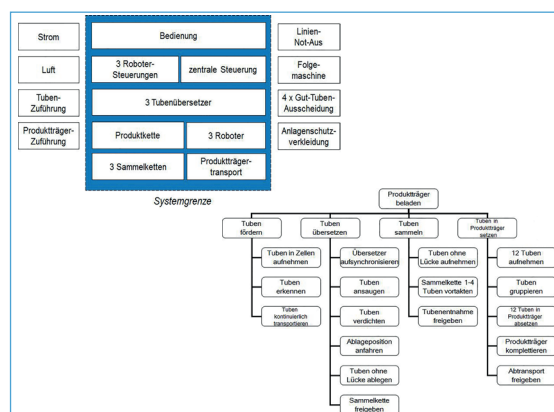 Strom
Bedienung
Linien-
Not-Aus
Luft
3 Roboter-
Steuerungen
zentrale Steuerung
Folge-
maschine
Tuben-
Zuführung
3 Tubenübersetzer
4 x Gut-Tuben-
Ausscheidung
Produktträger-
Zuführung
Produktkette
3 Roboter
Anlagenschutz-
verkleidung
3 Sammelketten
Produktträger-
transport
Systemgrenze
Produktträger
beladen
Tuben
fördern
Tuben
übersetzen
Tuben
sammeln
Tuben in
Produktträger
setzen
Tuben in Zellen
aufnehmen
Tuben
erkennen
Tuben
kontinuierlich
transportieren
Übersetzer
aufsynchronisieren
Tuben
ansaugen
Tuben
verdichten
Ablageposition
anfahren
Tuben ohne
Lücke ablegen
Sammelkette
freigeben
Tuben ohne
Lücke aufnehmen
Sammelkette 1-4
Tuben vortakten
Tubenentnahme
freigeben
12 Tuben
aufnehmen
Tuben
gruppieren
12 Tuben in
Produktträger
absetzen
Produktträger
komplettieren
Abtransport
freigeben